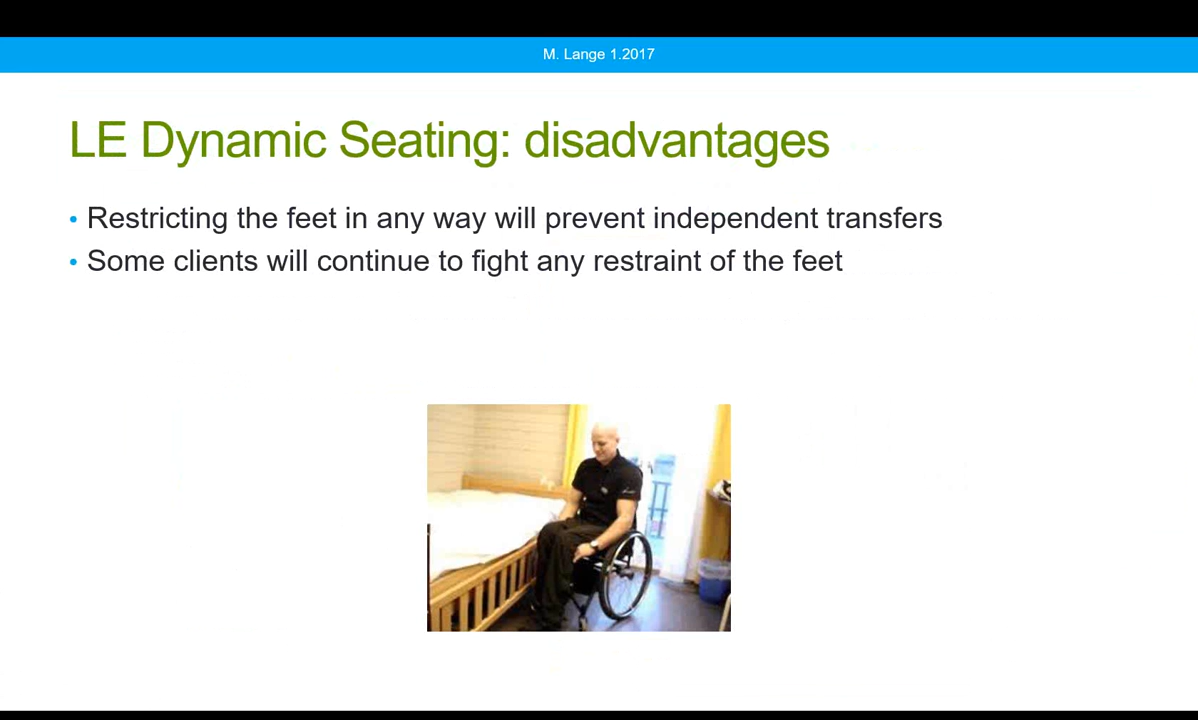 M. Lange 1.2017
LE Dynamic Seating: disadvantages
• Restricting the feet in any way will prevent independent transfers
• Some clients will continue to fight any restraint of the feet